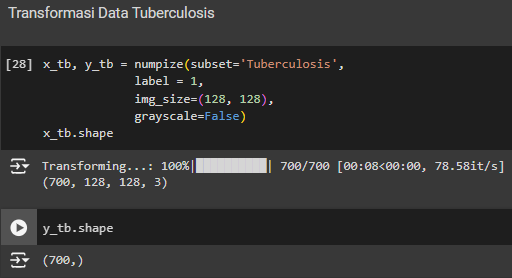 Transformasi Data Tuberculosis
[28] x_tb, y_tb = numpize(subset='Tuberculosis',
label = 1,
img_size=(128, 128),
grayscale=False)
x_tb.shape
Transforming...: 100%|██████████| 700/700 [00:08<00:00, 78.58it/s]
(700, 128, 128, 3)
y_tb.shape
(700,)